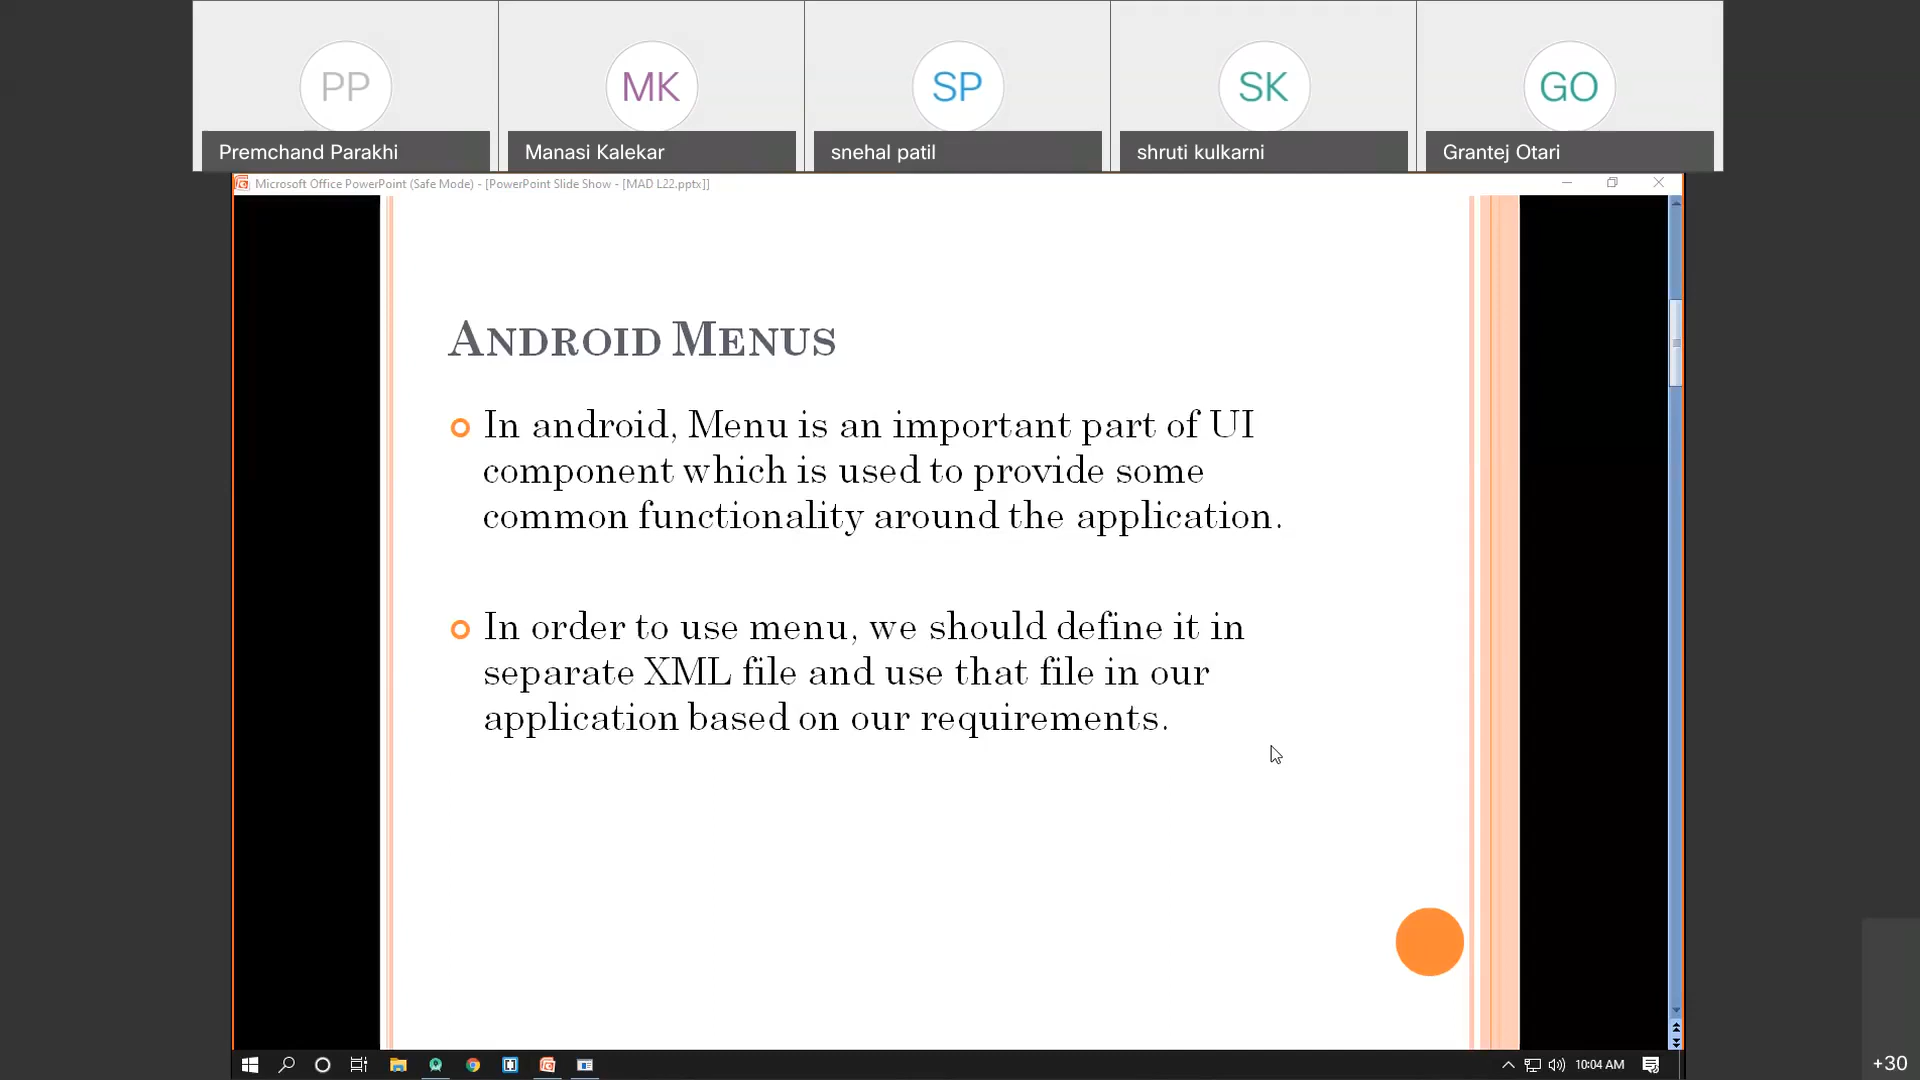 PP
MK
SP
SK
GO
Premchand Parakhi
Manasi Kalekar
snehal patil
shruti kulkarni
Grantej Otari
Microsoft Office PowerPoint (Safe Mode) - [PowerPoint Slide Show - [MAD L22.pptx]]
ANDROID MENUS
In android, Menu is an important part of UI
component which is used to provide some
common functionality around the application.
In order to use menu, we should define it in
separate XML file and use that file in our
application based on our requirements.
10:04 AM
+30